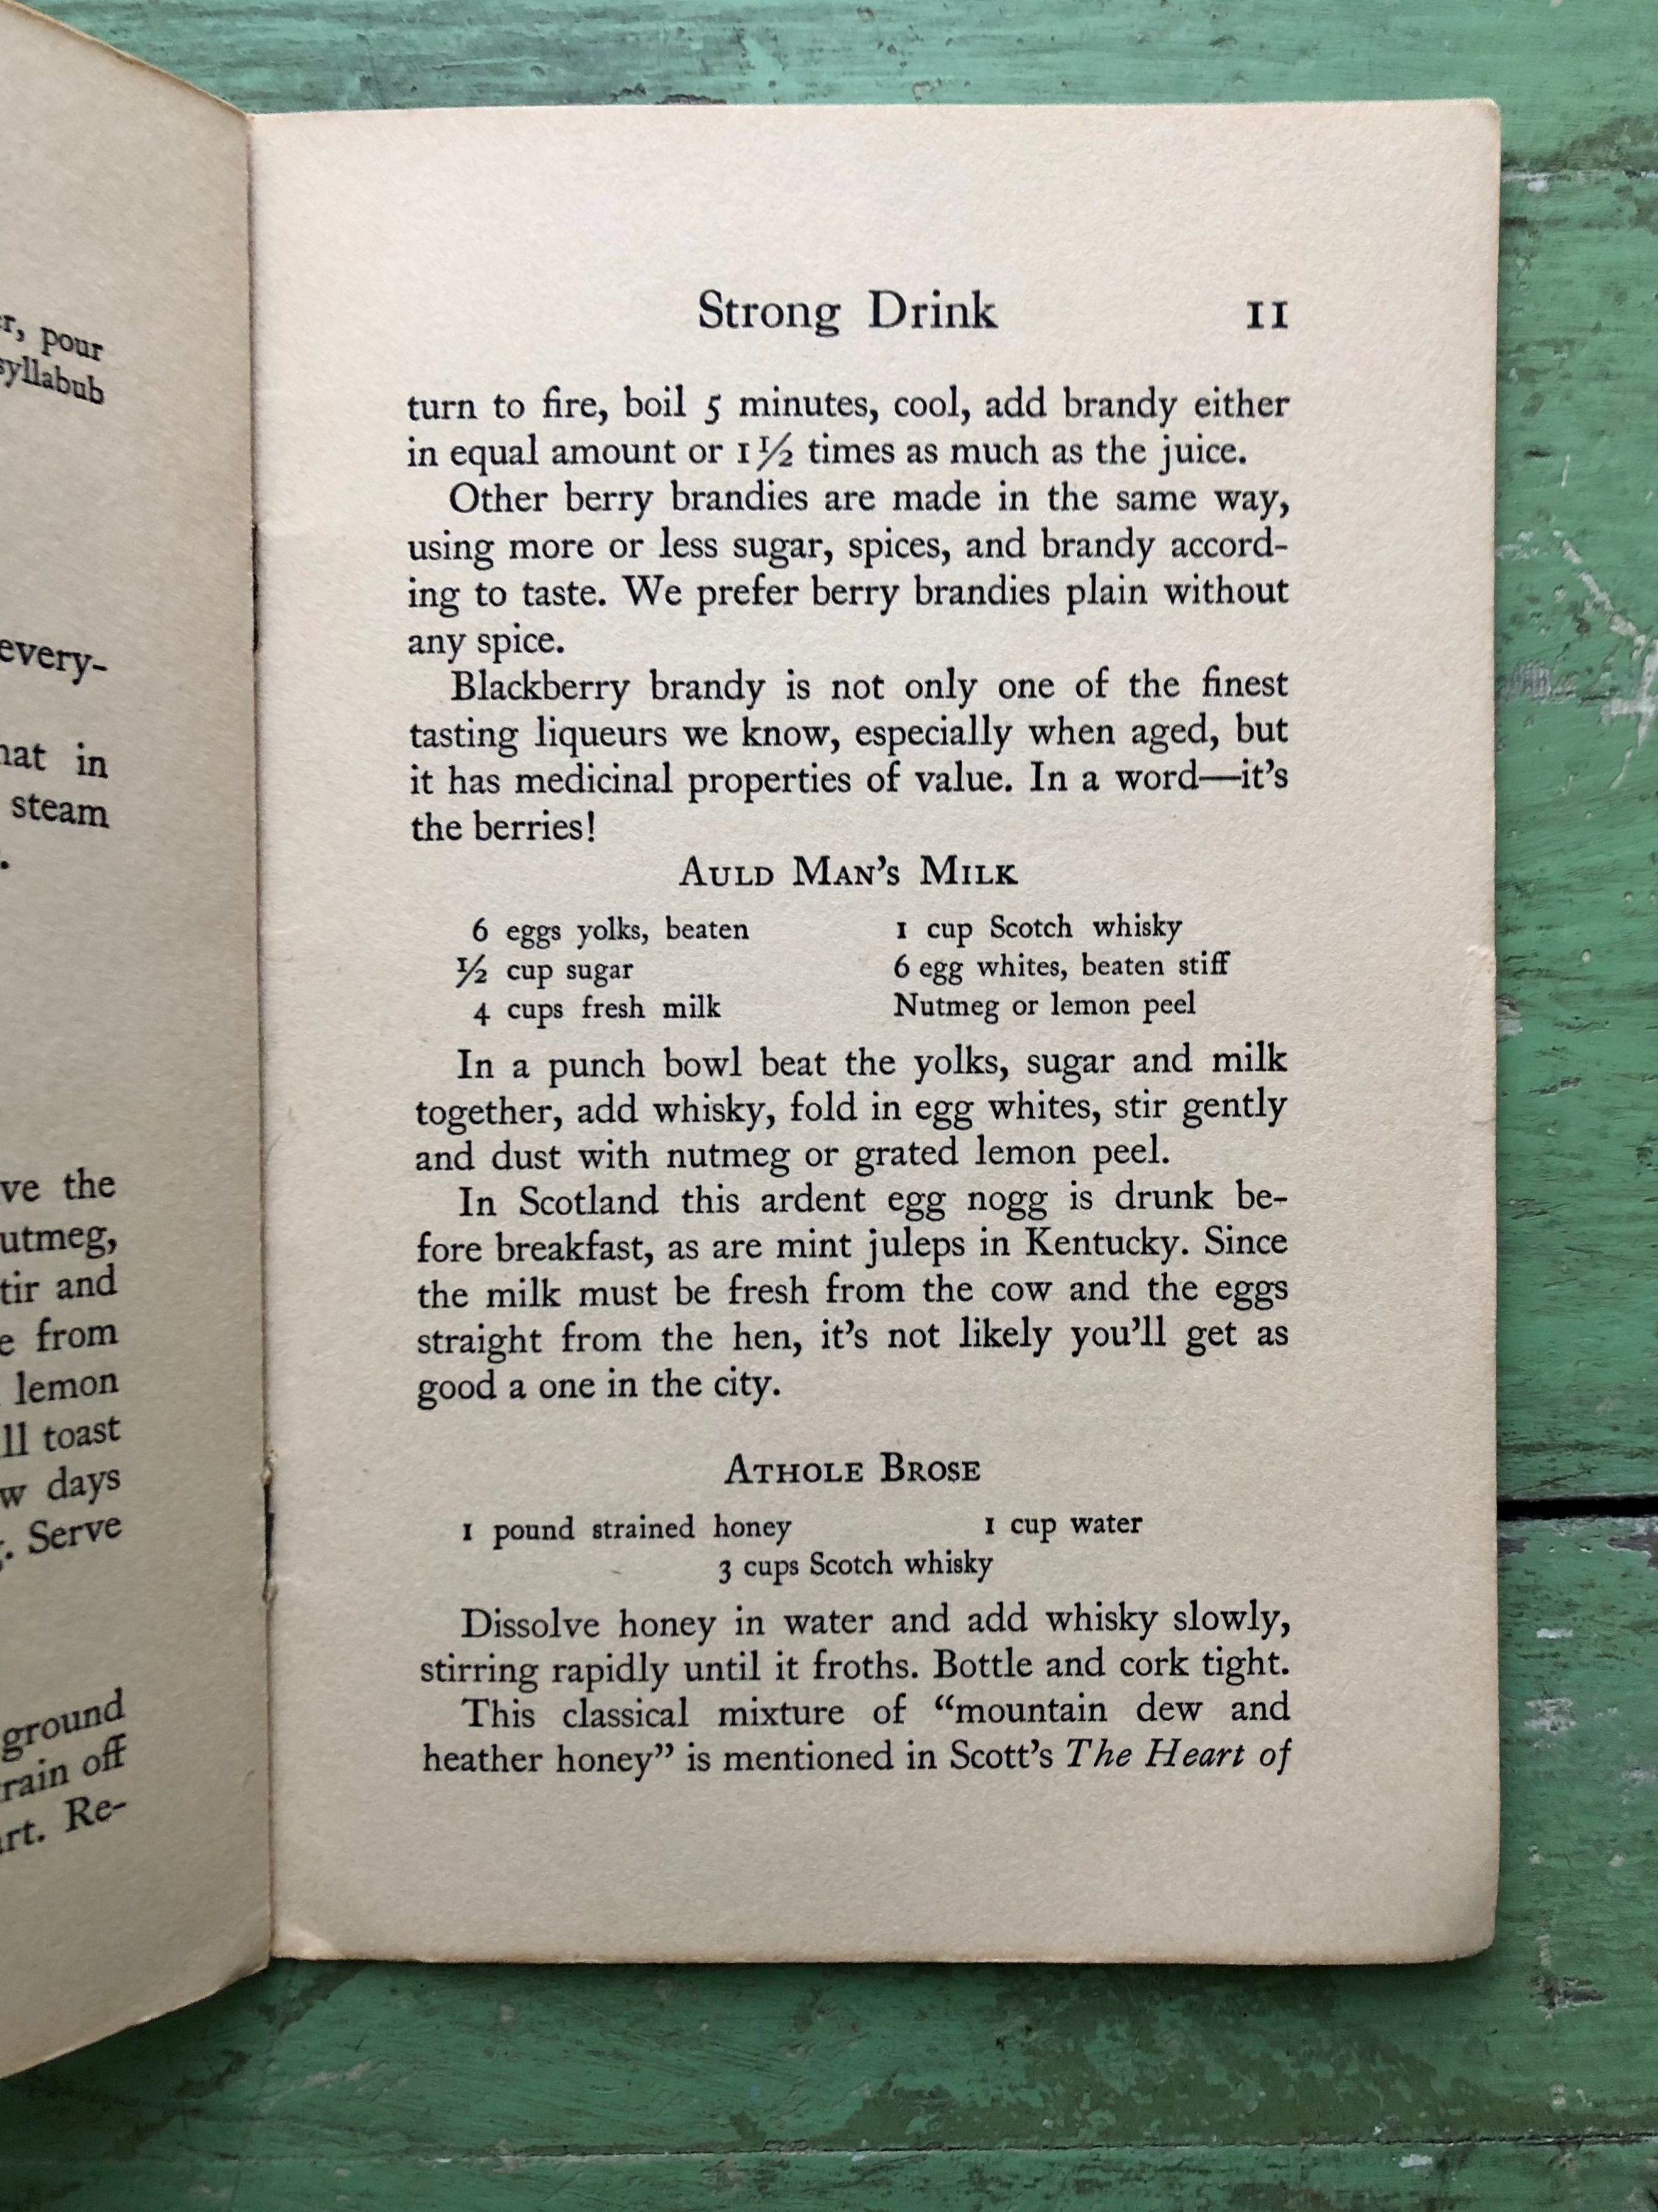 r, pour
syllabub
every-
hat in
steam
ve the
utmeg,
tir and
e from
lemon
ll toast
w days
. Serve
ground
rain off
rt. Re-
Strong Drink 11
turn to fire, boil 5 minutes, cool, add brandy either
in equal amount or 1½ times as much as the juice.
Other berry brandies are made in the same way,
using more or less sugar, spices, and brandy accord-
ing to taste. We prefer berry brandies plain without
any spice.
Blackberry brandy is not only one of the finest
tasting liqueurs we know, especially when aged, but
it has medicinal properties of value. In a word—it's
the berries!
Auld Man's Milk
6 eggs yolks, beaten 1 cup Scotch whisky
½ cup sugar 6 egg whites, beaten stiff
4 cups fresh milk Nutmeg or lemon peel
In a punch bowl beat the yolks, sugar and milk
together, add whisky, fold in egg whites, stir gently
and dust with nutmeg or grated lemon peel.
In Scotland this ardent egg nogg is drunk be-
fore breakfast, as are mint juleps in Kentucky. Since
the milk must be fresh from the cow and the eggs
straight from the hen, it's not likely you'll get as
good a one in the city.
Athole Brose
1 pound strained honey 1 cup water
3 cups Scotch whisky
Dissolve honey in water and add whisky slowly,
stirring rapidly until it froths. Bottle and cork tight.
This classical mixture of "mountain dew and
heather honey" is mentioned in Scott's The Heart of